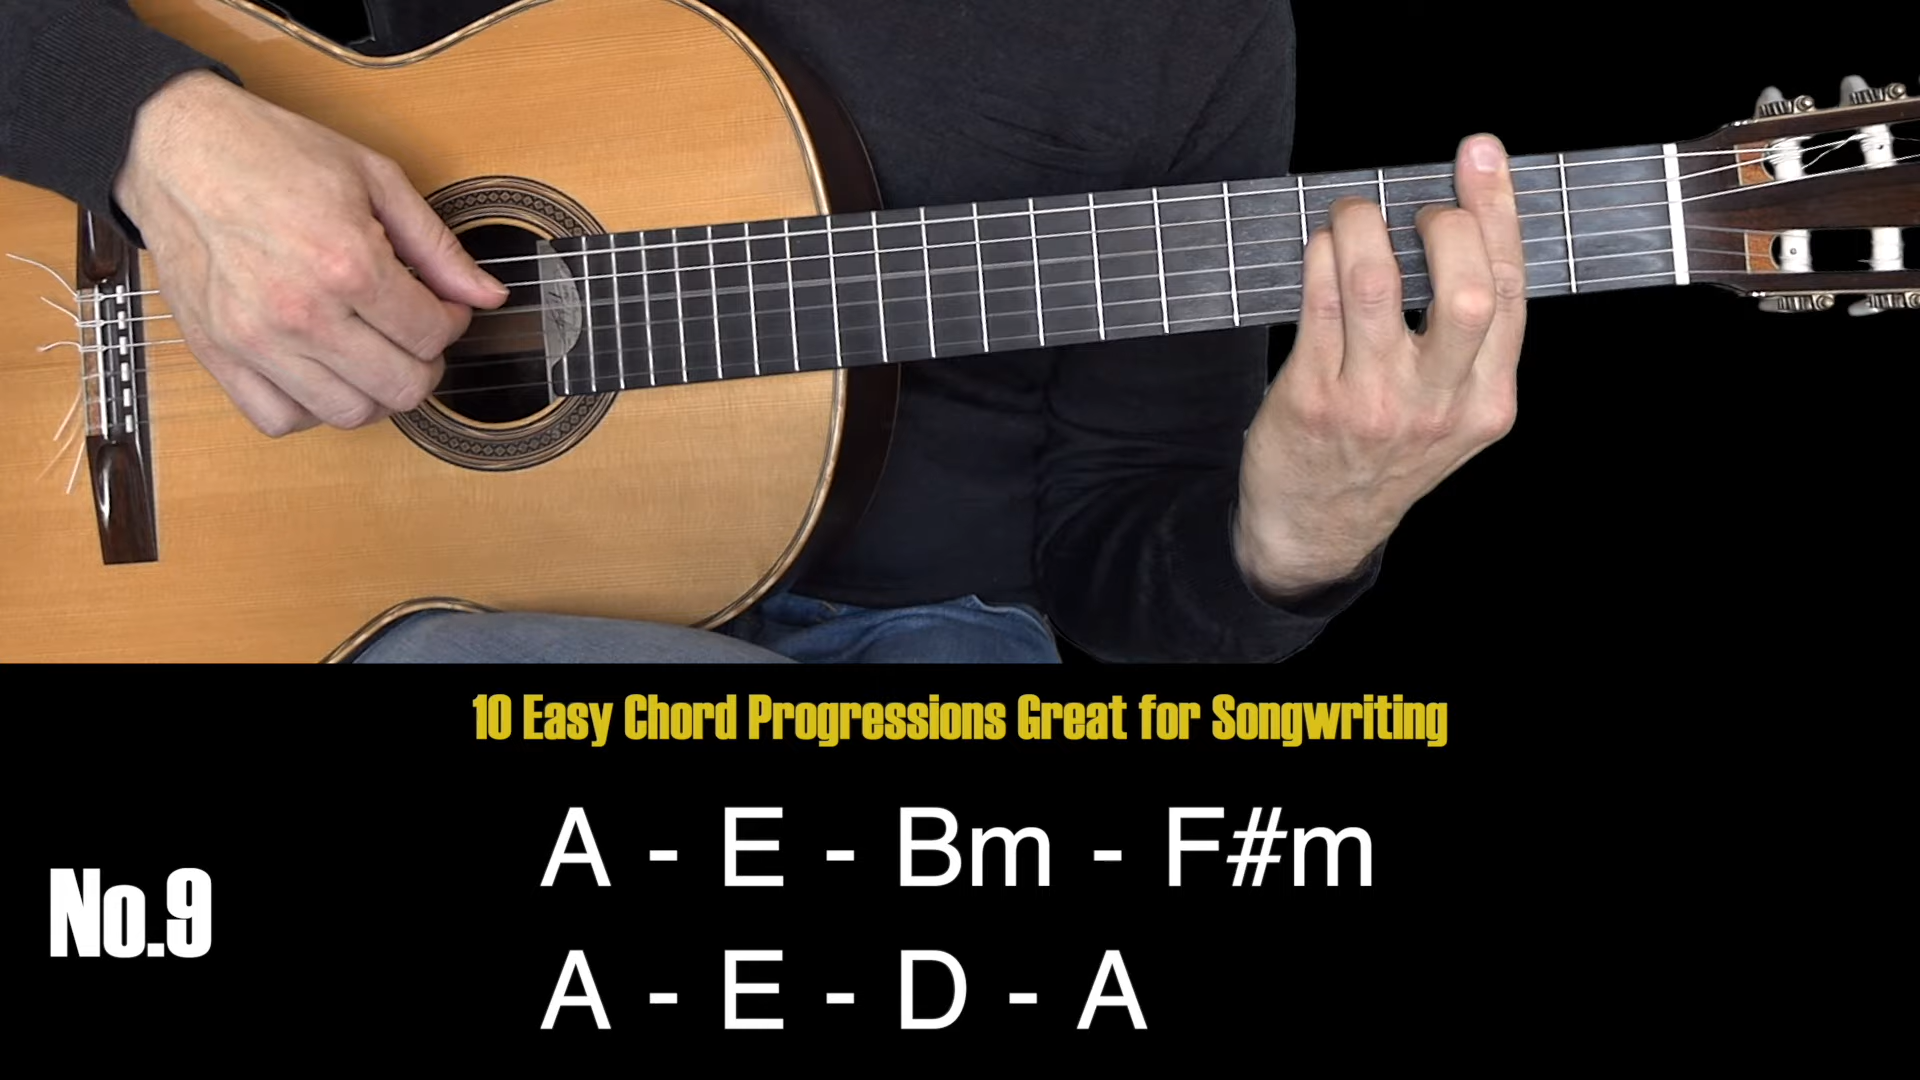 10 Easy Chord Progressions Great for Songwriting
A - E - Bm - F#m
No.9
A - E - D - A